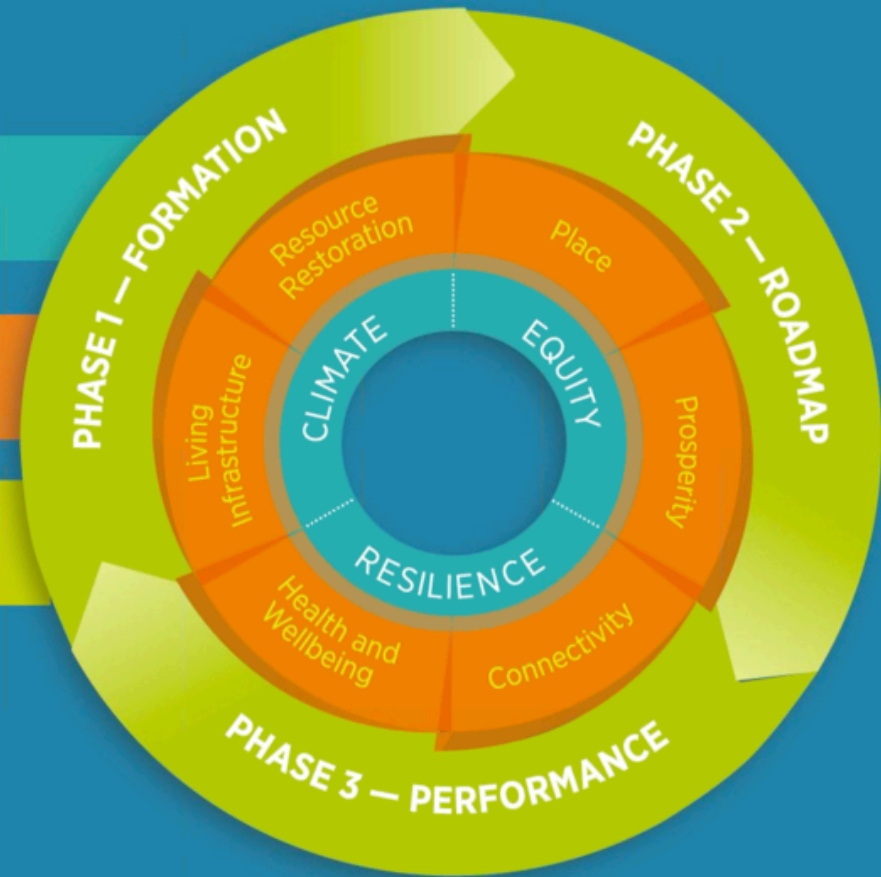 PHASE 1 — FORMATION
PHASE 2 — ROADMAP
PHASE 3 — PERFORMANCE
Resource
Restoration
Place
Prosperity
Connectivity
Health and
Wellbeing
Living
Infrastructure
CLIMATE
EQUITY
RESILIENCE